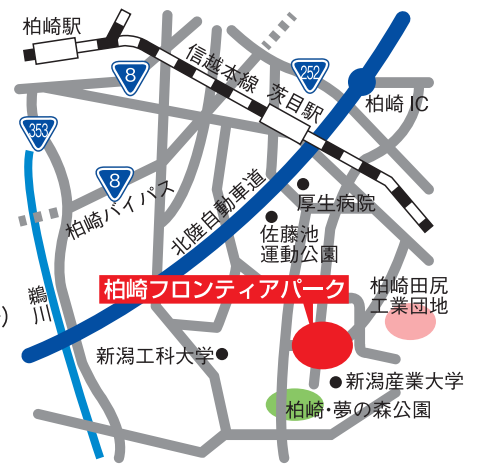 柏崎駅
信越本線
茨目駅
8
252
柏崎 IC
353
8
柏崎バイパス
北陸自動車道
厚生病院
佐藤池
運動公園
鵜川
柏崎フロンティアパーク
柏崎田尻
工業団地
)
新潟工科大学
新潟産業大学
柏崎・夢の森公園